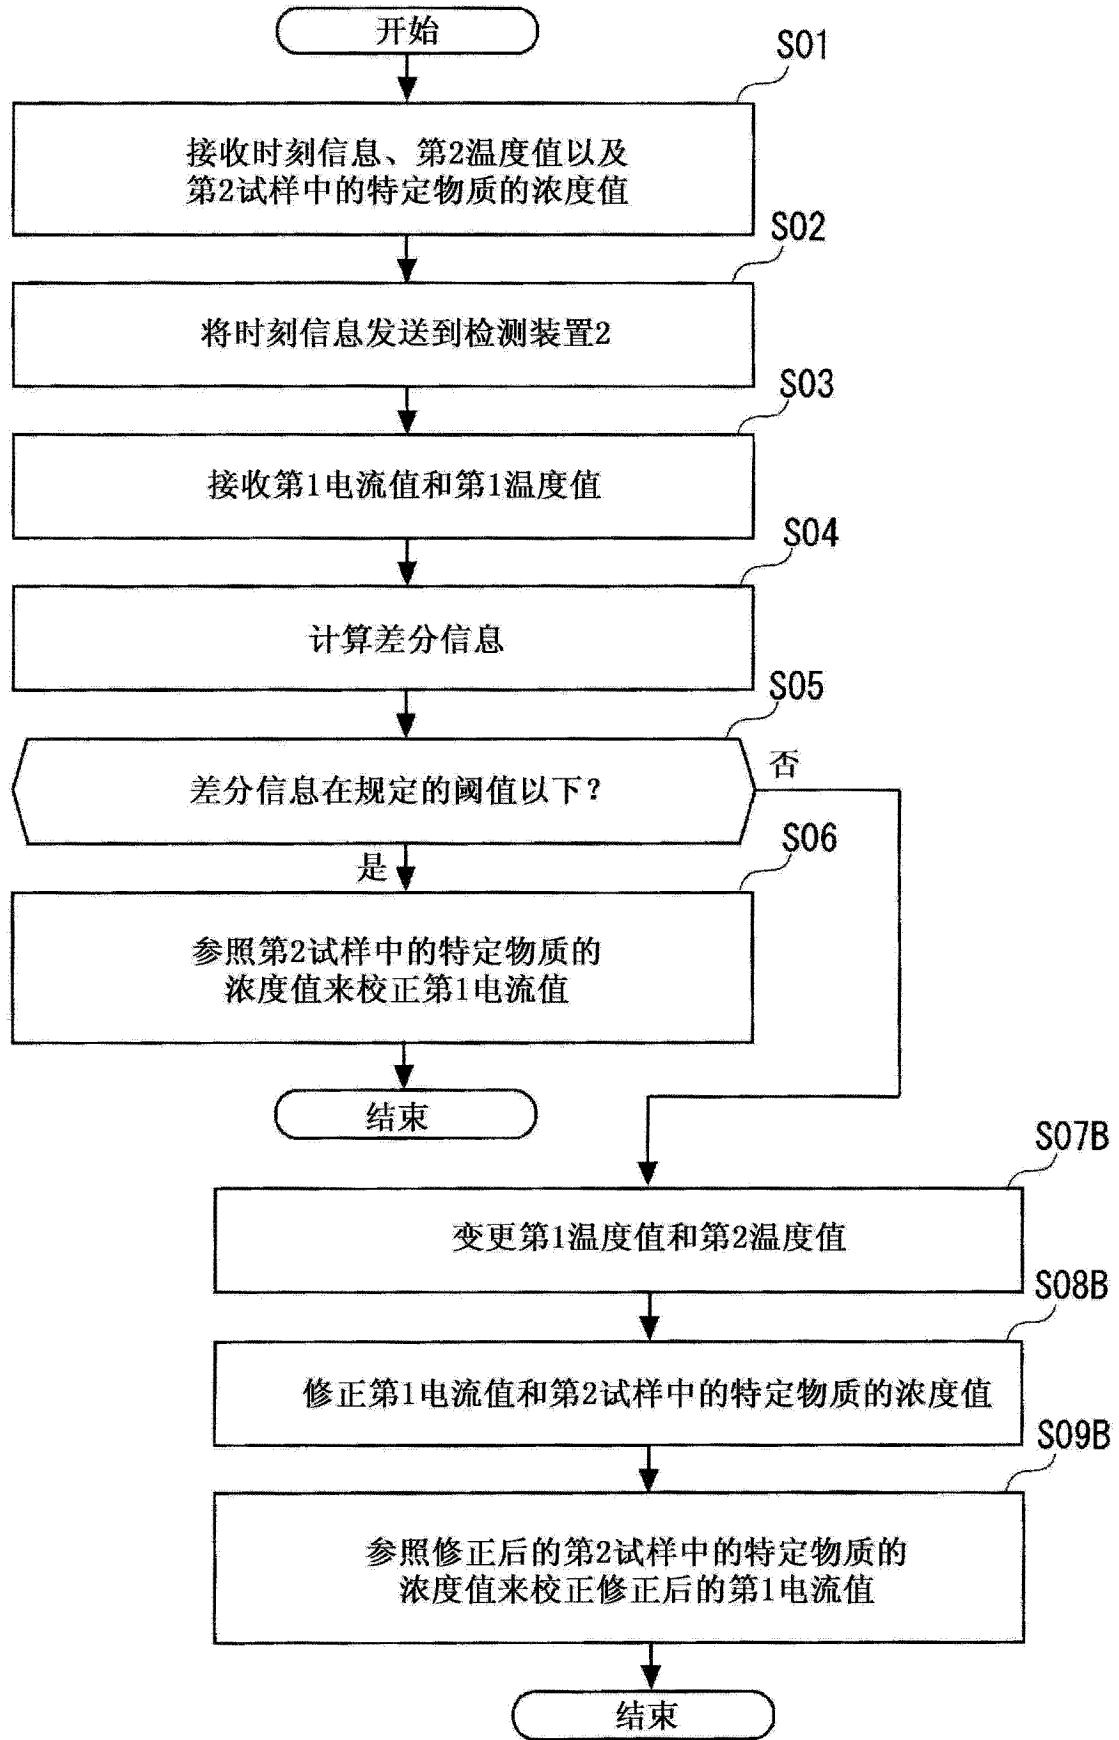 开始
S01
接收时刻信息、第2温度值以及
第2试样中的特定物质的浓度值
S02
将时刻信息发送到检测装置2
S03
接收第1电流值和第1温度值
S04
计算差分信息
S05
差分信息在规定的阈值以下?
否
是
S06
参照第2试样中的特定物质的
浓度值来校正第1电流值
结束
S07B
变更第1温度值和第2温度值
S08B
修正第1电流值和第2试样中的特定物质的浓度值
S09B
参照修正后的第2试样中的特定物质的
浓度值来校正修正后的第1电流值
结束